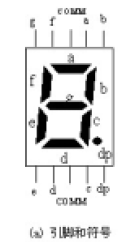 comm
g f a b
a
f b
g
e c
d dp
e d c dp
comm
(a) 引脚和符号